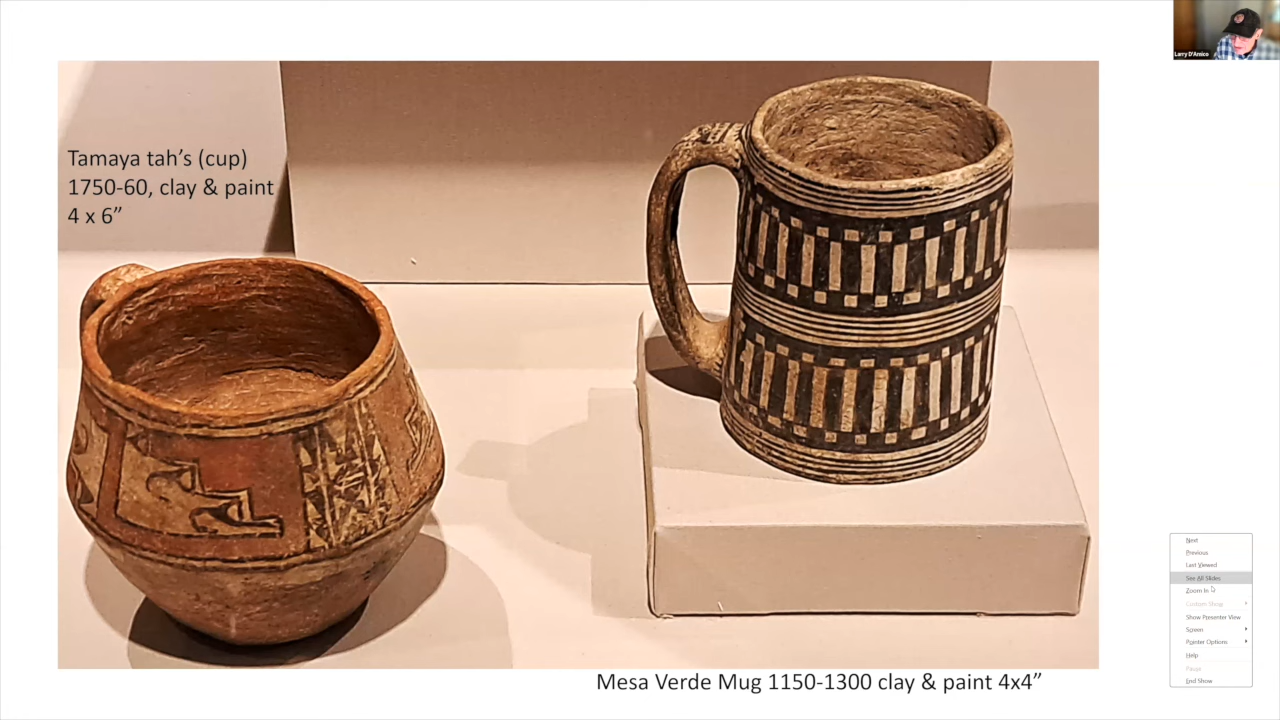 Larry D'Amico
Tamaya tah's (cup)
1750-60, clay & paint
4 x 6”
Mesa Verde Mug 1150-1300 clay & paint 4x4”
Next
Previous
Last Viewed
See All Slides
Zoom In
Custom Show
Show Presenter View
Screen
Pointer Options
Help
Pause
End Show